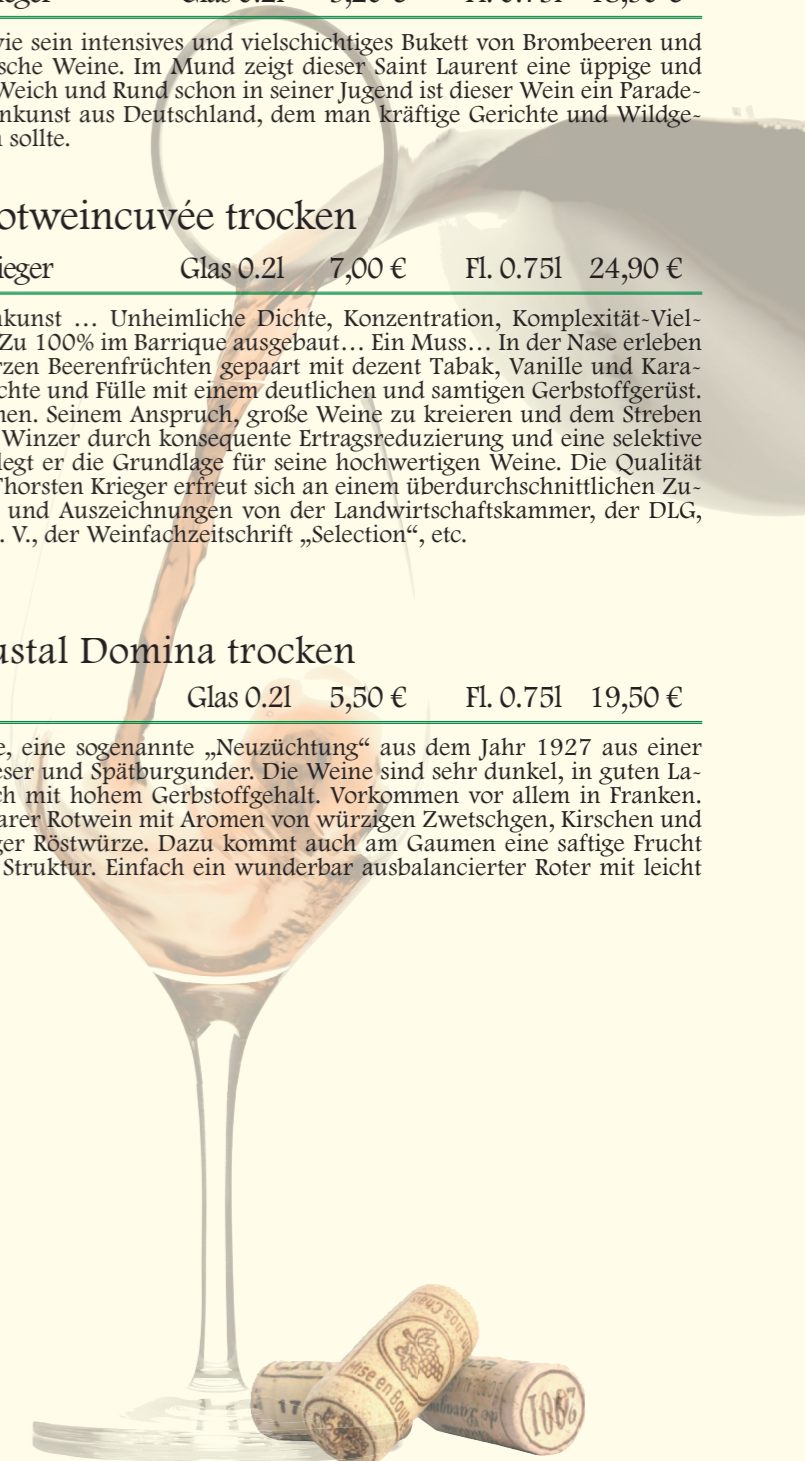 Glas 0.2l
wie sein intensives und vielschichtiges Bukett von Brombeeren und
sche Weine. Im Mund zeigt dieser Saint Laurent eine üppige und
Weich und Rund schon in seiner Jugend ist dieser Wein ein Parade-
nkunst aus Deutschland, dem man kräftige Gerichte und Wildge-
sollte.
otweincuvée trocken
ieger Glas 0.2l 7,00 € Fl. 0.75l 24,90 €
nkunst … Unheimliche Dichte, Konzentration, Komplexität-Viel-
Zu 100% im Barrique ausgebaut… Ein Muss… In der Nase erleben
rzen Beerenfrüchten gepaart mit dezent Tabak, Vanille und Kara-
chte und Fülle mit einem deutlichen und samtigen Gerbstoffgerüst.
nen. Seinem Anspruch, große Weine zu kreieren und dem Streben
Winzer durch konsequente Ertragsreduzierung und eine selektive
legt er die Grundlage für seine hochwertigen Weine. Die Qualität
Thorsten Krieger erfreut sich an einem überdurchschnittlichen Zu-
und Auszeichnungen von der Landwirtschaftskammer, der DLG,
. V., der Weinfachzeitschrift „Selection“, etc.
ustal Domina trocken
Glas 0.2l 5,50 € Fl. 0.75l 19,50 €
e, eine sogenannte „Neuzüchtung“ aus dem Jahr 1927 aus einer
eser und Spätburgunder. Die Weine sind sehr dunkel, in guten La-
ch mit hohem Gerbstoffgehalt. Vorkommen vor allem in Franken.
arer Rotwein mit Aromen von würzigen Zwetschgen, Kirschen und
ger Röstwürze. Dazu kommt auch am Gaumen eine saftige Frucht
Struktur. Einfach ein wunderbar ausbalancierter Roter mit leicht
Mise en Bout
17